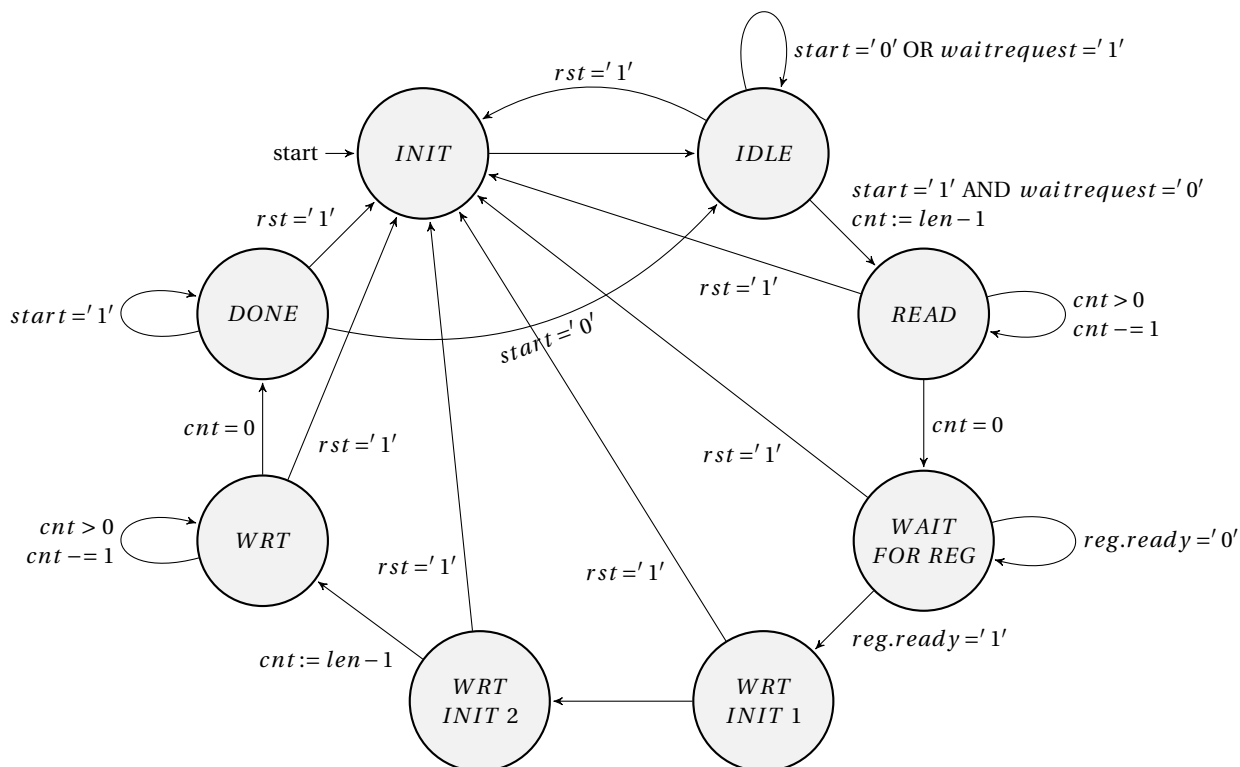 start ='0' OR waitrequest ='1'
rst ='1'
start
INIT
IDLE
start ='1' AND waitrequest ='0'
cnt := len−1
rst ='1'
rst ='1'
DONE
start ='1'
READ
cnt > 0
cnt −= 1
start ='0'
cnt = 0
cnt = 0
rst ='1'
rst ='1'
WRT
cnt > 0
cnt −= 1
WAIT
FOR REG
reg.ready ='0'
rst ='1'
rst ='1'
reg.ready ='1'
cnt := len−1
WRT
INIT 2
WRT
INIT 1